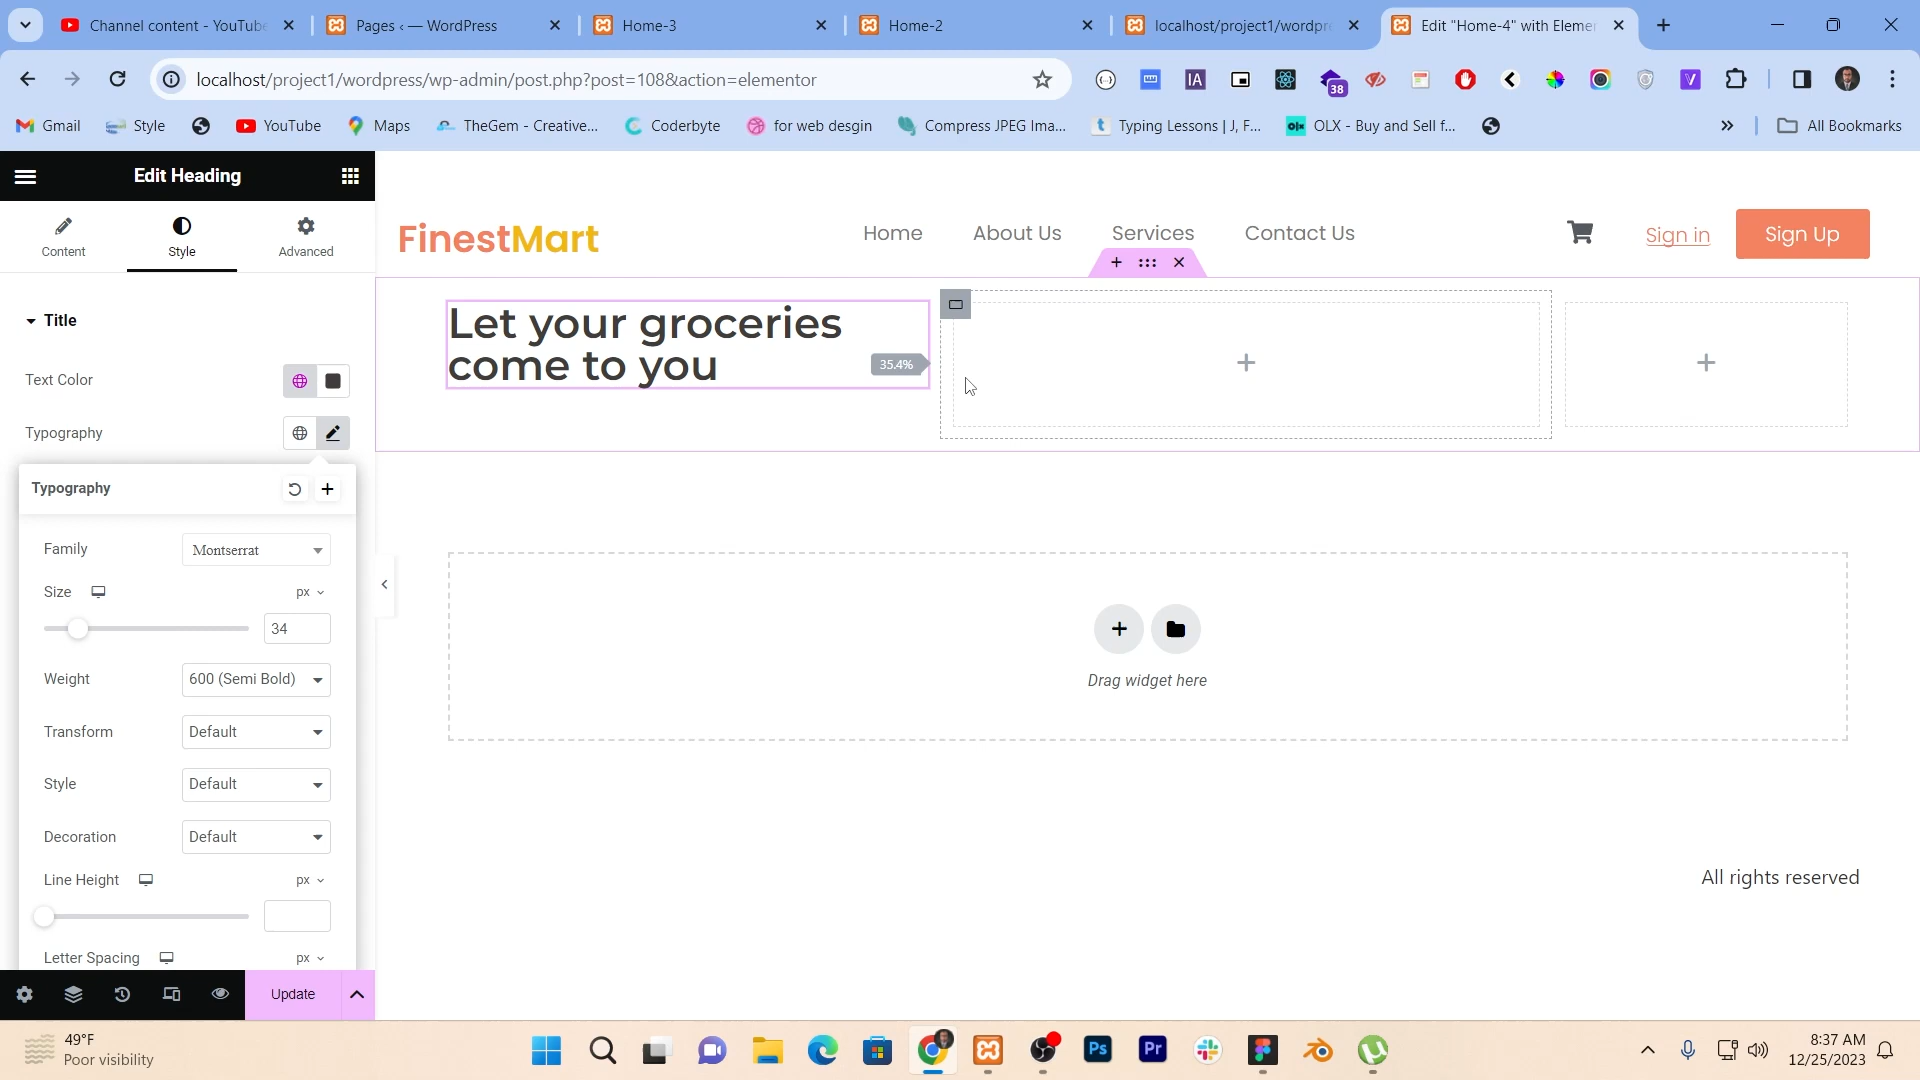 Channel content - YouTube
Pages ‹ — WordPress
Home-3
Home-2
localhost/project1/wordpre
Edit "Home-4" with Elemen
localhost/project1/wordpress/wp-admin/post.php?post=108&action=elementor
IA
38
V
Gmail
Style
YouTube
Maps
TheGem - Creative...
Coderbyte
for web desgin
Compress JPEG Ima...
t
Typing Lessons | J, F...
OLX - Buy and Sell f...
»
All Bookmarks
Edit Heading
Content
Style
Advanced
Title
Text Color
Typography
Typography
Family
Montserrat
Size
px
34
Weight
600 (Semi Bold)
Transform
Default
Style
Default
Decoration
Default
Line Height
px
Letter Spacing
px
Update
FinestMart
Home
About Us
Services
Contact Us
Sign in
Sign Up
Let your groceries
come to you
35.4%
Drag widget here
All rights reserved
49°F
Poor visibility
Ps
Pr
8:37 AM
12/25/2023